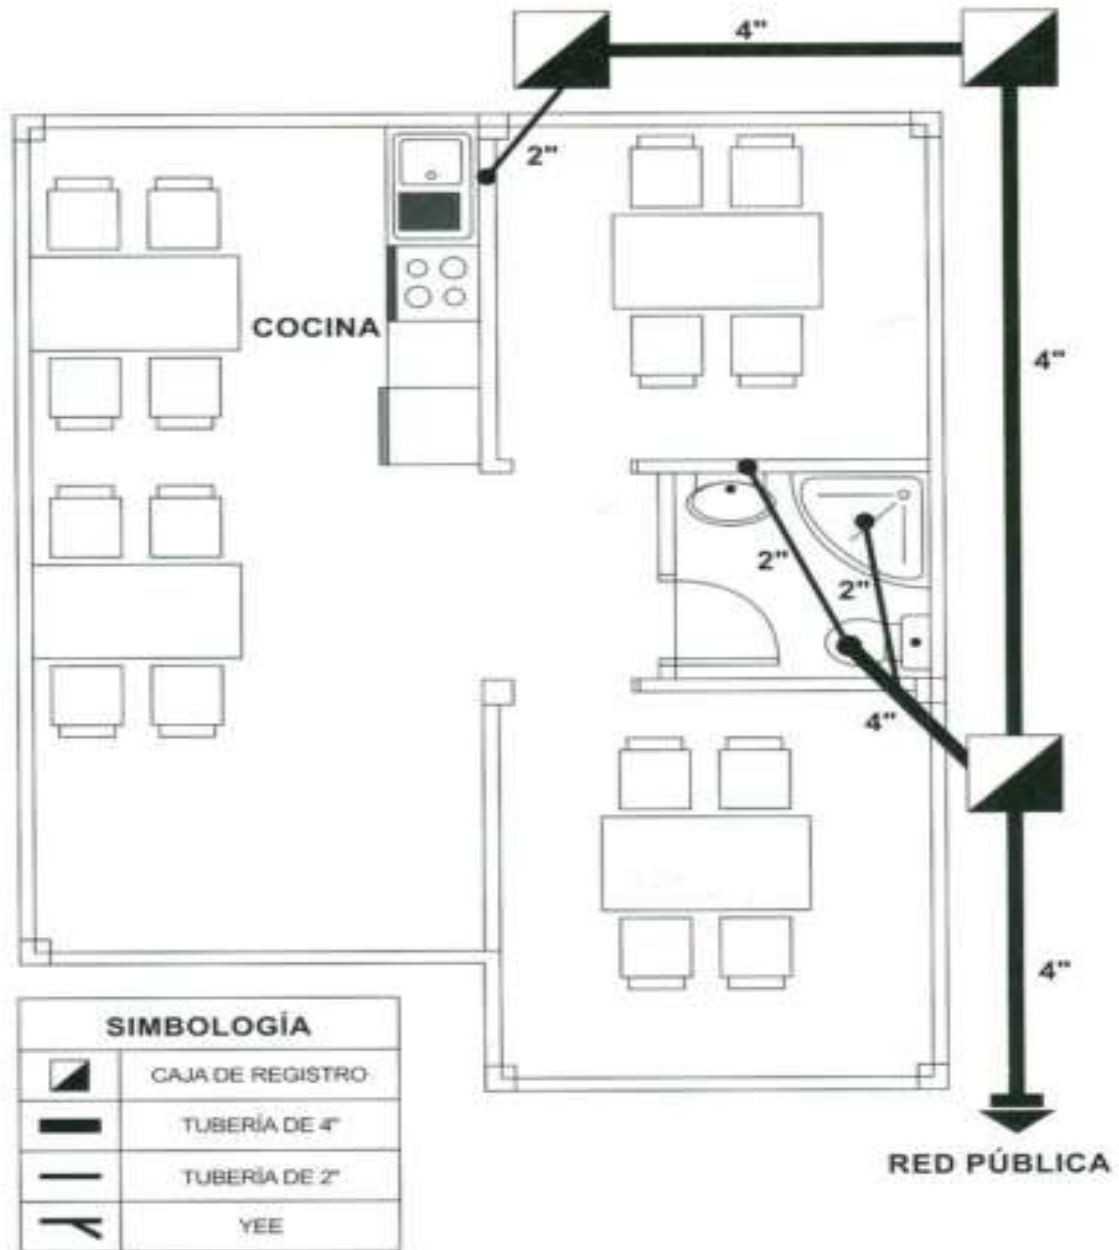 4"
2"
COCINA
4"
2"
2"
4"
4"
SIMBOLOGÍA
CAJA DE REGISTRO
TUBERÍA DE 4"
TUBERÍA DE 2"
YEE
RED PÚBLICA